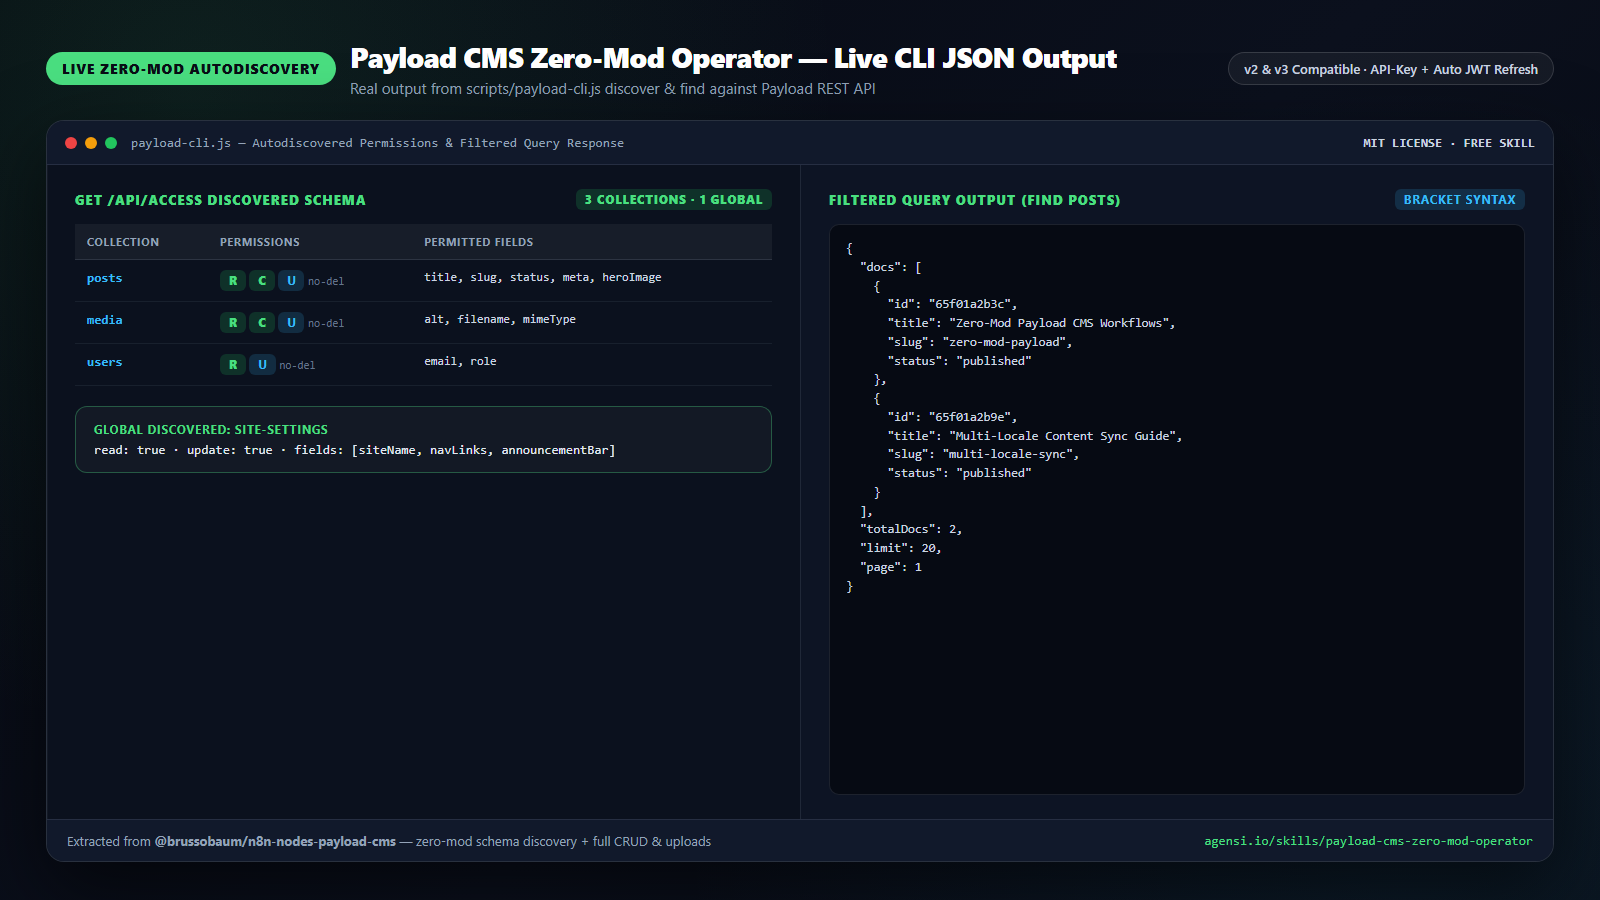 LIVE ZERO-MOD AUTODISCOVERY
Payload CMS Zero-Mod Operator — Live CLI JSON Output
Real output from scripts/payload-cli.js discover & find against Payload REST API
v2 & v3 Compatible · API-Key + Auto JWT Refresh
payload-cli.js — Autodiscovered Permissions & Filtered Query Response
MIT LICENSE · FREE SKILL
GET /API/ACCESS DISCOVERED SCHEMA
3 COLLECTIONS · 1 GLOBAL
COLLECTION PERMISSIONS PERMITTED FIELDS
posts R C U no-del title, slug, status, meta, heroImage
media R C U no-del alt, filename, mimeType
users R U no-del email, role
GLOBAL DISCOVERED: SITE-SETTINGS
read: true · update: true · fields: [siteName, navLinks, announcementBar]
FILTERED QUERY OUTPUT (FIND POSTS)
BRACKET SYNTAX
{
  "docs": [
    {
      "id": "65f01a2b3c",
      "title": "Zero-Mod Payload CMS Workflows",
      "slug": "zero-mod-payload",
      "status": "published"
    },
    {
      "id": "65f01a2b9e",
      "title": "Multi-Locale Content Sync Guide",
      "slug": "multi-locale-sync",
      "status": "published"
    }
  ],
  "totalDocs": 2,
  "limit": 20,
  "page": 1
}
Extracted from @brussobaum/n8n-nodes-payload-cms — zero-mod schema discovery + full CRUD & uploads
agensi.io/skills/payload-cms-zero-mod-operator